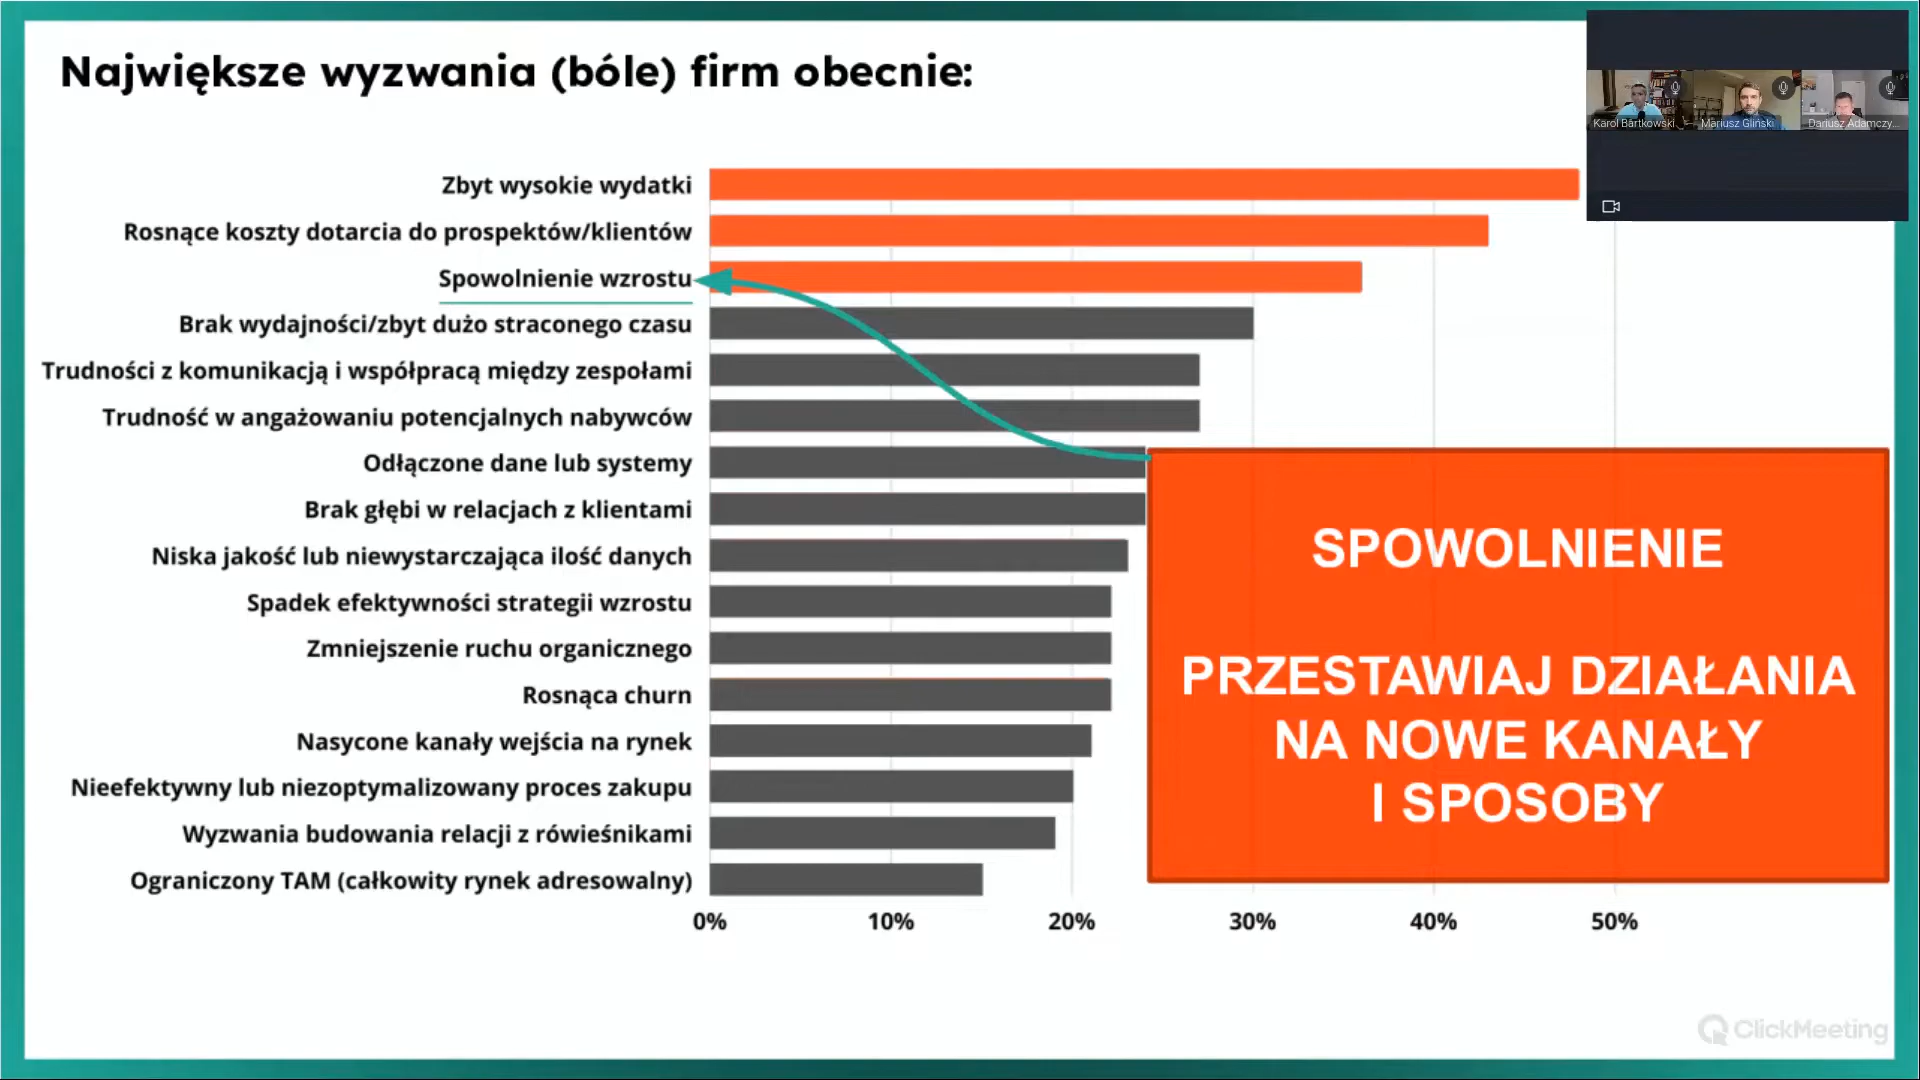 Największe wyzwania (bóle) firm obecnie:
Karol Bartkowski
Mariusz Gliński
Dariusz Adamczy...
Zbyt wysokie wydatki
Rosnące koszty dotarcia do prospektów/klientów
Spowolnienie wzrostu
Brak wydajności/zbyt dużo straconego czasu
Trudności z komunikacją i współpracą między zespołami
Trudność w angażowaniu potencjalnych nabywców
Odłączone dane lub systemy
Brak głębi w relacjach z klientami
Niska jakość lub niewystarczająca ilość danych
Spadek efektywności strategii wzrostu
Zmniejszenie ruchu organicznego
Rosnąca churn
Nasycone kanały wejścia na rynek
Nieefektywny lub niezoptymalizowany proces zakupu
Wyzwania budowania relacji z rówieśnikami
Ograniczony TAM (całkowity rynek adresowalny)
0% 10% 20% 30% 40% 50%
SPOWOLNIENIE
PRZESTAWIAJ DZIAŁANIA
NA NOWE KANAŁY
I SPOSOBY
ClickMeeting